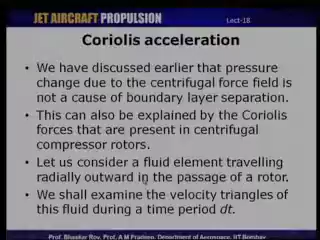 JET AIRCRAFT PROPULSION
Lect-18
Coriolis acceleration
• We have discussed earlier that pressure
change due to the centrifugal force field is
not a cause of boundary layer separation.
• This can also be explained by the Coriolis
forces that are present in centrifugal
compressor rotors.
• Let us consider a fluid element travelling
radially outward in the passage of a rotor.
• We shall examine the velocity triangles of
this fluid during a time period dt.
Prof. Bhaskar Roy, Prof. A M Pradeep, Department of Aerospace, IIT Bombay